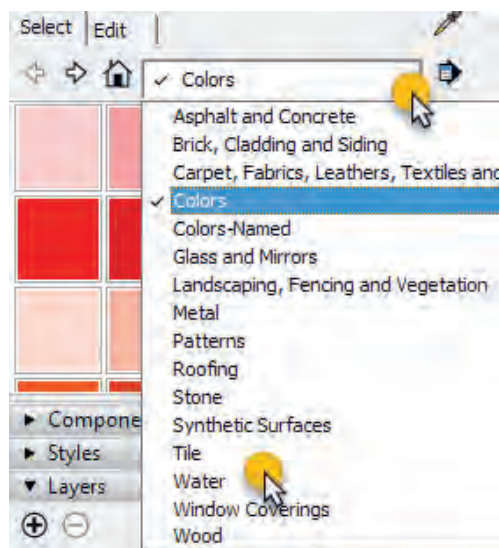 Select Edit
Colors
Asphalt and Concrete
Brick, Cladding and Siding
Carpet, Fabrics, Leathers, Textiles and
Colors
Colors-Named
Glass and Mirrors
Landscaping, Fencing and Vegetation
Metal
Patterns
Roofing
Stone
Compone
Synthetic Surfaces
Styles
Tile
Layers
Water
Window Coverings
Wood